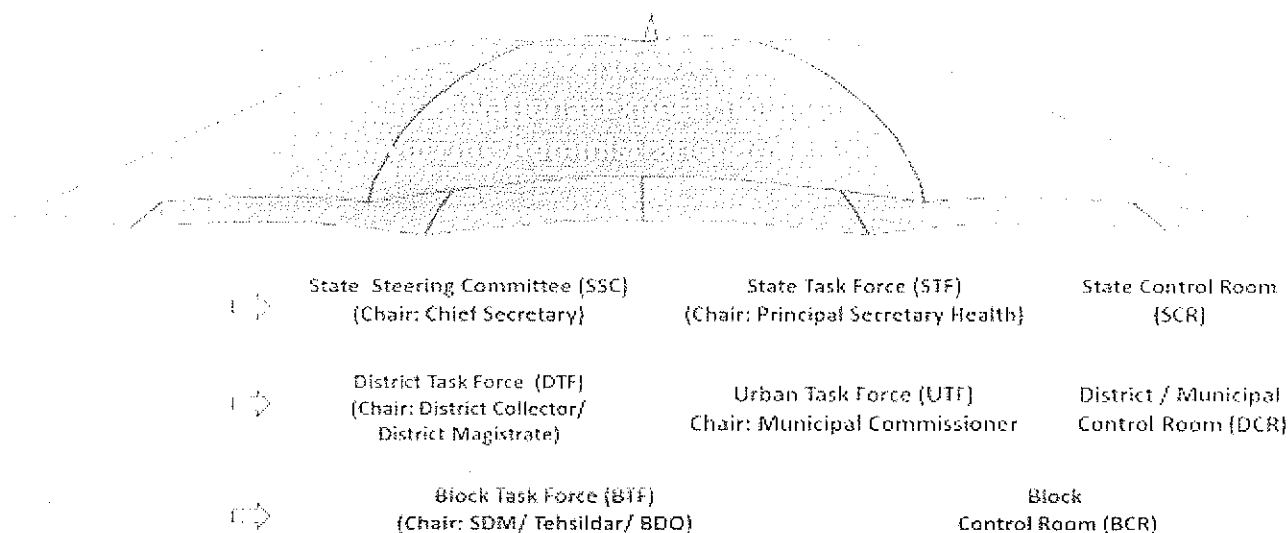 State Steering Committee (SSC)
(Chair: Chief Secretary)
State Task Force (STF)
(Chair: Principal Secretary Health)
State Control Room
(SCR)
District Task Force (DTF)
(Chair: District Collector/
District Magistrate)
Urban Task Force (UTF)
Chair: Municipal Commissioner
District / Municipal
Control Room (DCR)
Block Task Force (BTF)
(Chair: SDM/ Tehsildar/ BDO)
Block
Control Room (BCR)